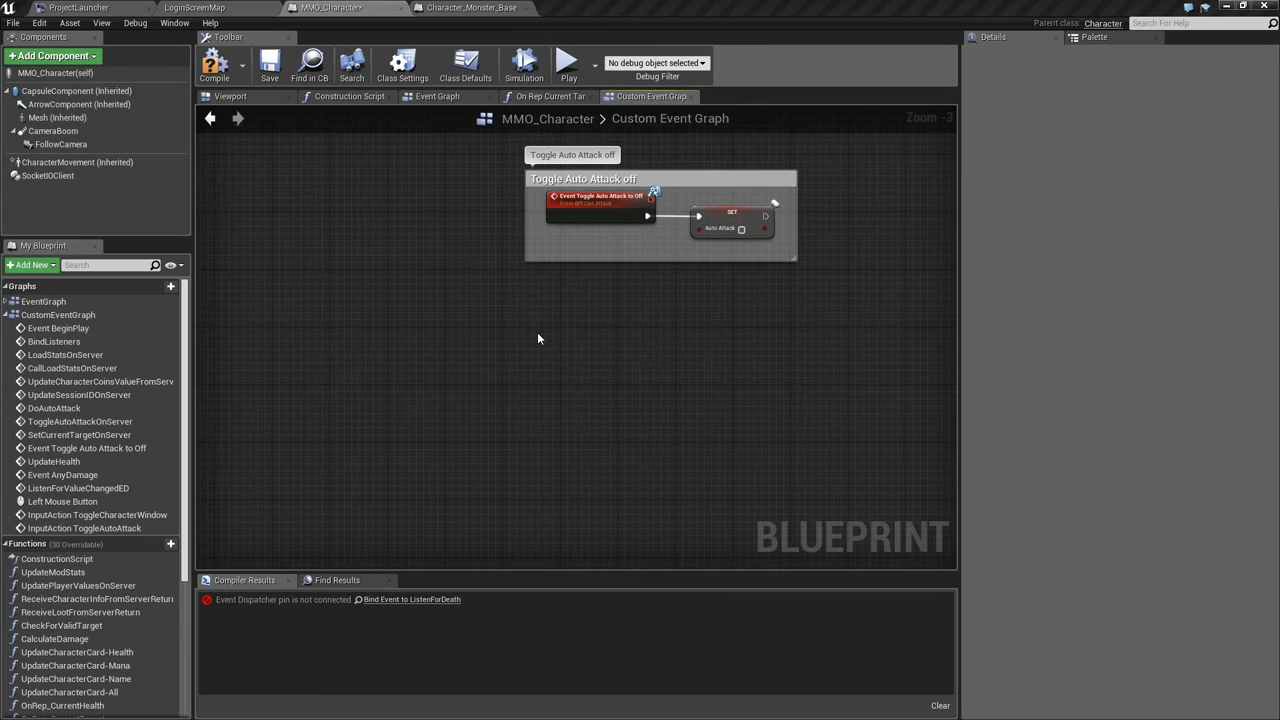 ProjectLauncher
LoginScreenMap
MMO_Character*
Character_Monster_Base
File Edit Asset View Debug Window Help
Parent class: Character
Search For Help
Components
Toolbar
Details
Palette
+ Add Component
MMO_Character(self)
CapsuleComponent (Inherited)
ArrowComponent (Inherited)
Mesh (Inherited)
CameraBoom
FollowCamera
CharacterMovement (Inherited)
SocketIOClient
Compile
Save
Find in CB
Search
Class Settings
Class Defaults
Simulation
Play
No debug object selected
Debug Filter
Viewport
Construction Script
Event Graph
On Rep Current Tar
Custom Event Grap
MMO_Character > Custom Event Graph
Zoom -3
Toggle Auto Attack off
Toggle Auto Attack off
Event Toggle Auto Attack to Off
From BPI Can Attack
SET
Auto Attack
BLUEPRINT
My Blueprint
+ Add New
Search
Graphs
EventGraph
CustomEventGraph
Event BeginPlay
BindListeners
LoadStatsOnServer
CallLoadStatsOnServer
UpdateCharacterCoinsValueFromServ
UpdateSessionIDOnServer
DoAutoAttack
ToggleAutoAttackOnServer
SetCurrentTargetOnServer
Event Toggle Auto Attack to Off
UpdateHealth
Event AnyDamage
ListenForValueChangedED
Left Mouse Button
InputAction ToggleCharacterWindow
InputAction ToggleAutoAttack
Functions (30 Overridable)
ConstructionScript
UpdateModStats
UpdatePlayerValuesOnServer
ReceiveCharacterInfoFromServerReturn
ReceiveLootFromServerReturn
CheckForValidTarget
CalculateDamage
UpdateCharacterCard-Health
UpdateCharacterCard-Mana
UpdateCharacterCard-Name
UpdateCharacterCard-All
OnRep_CurrentHealth
Compiler Results
Find Results
Event Dispatcher pin is not connected Bind Event to ListenForDeath
Clear